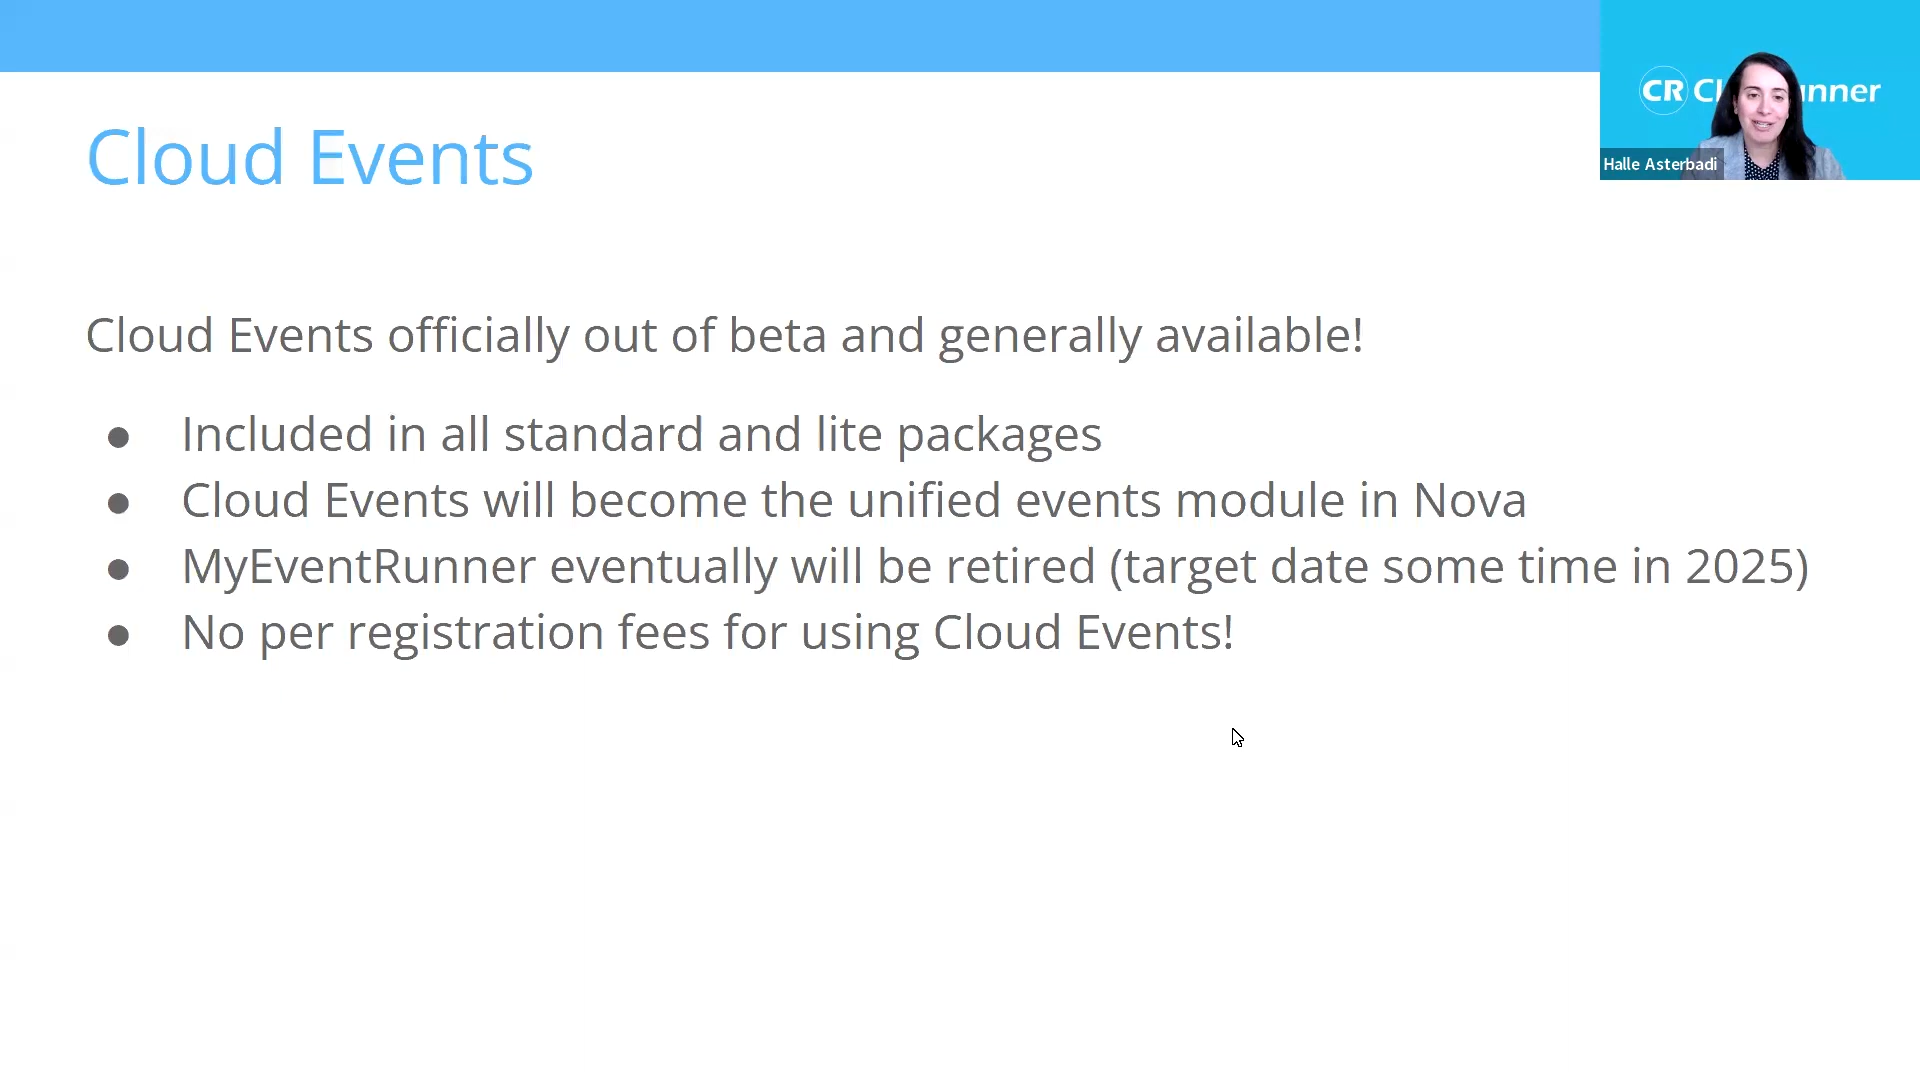 CR Cl unner
Halle Asterbadi
Cloud Events
Cloud Events officially out of beta and generally available!
● Included in all standard and lite packages
● Cloud Events will become the unified events module in Nova
● MyEventRunner eventually will be retired (target date some time in 2025)
● No per registration fees for using Cloud Events!